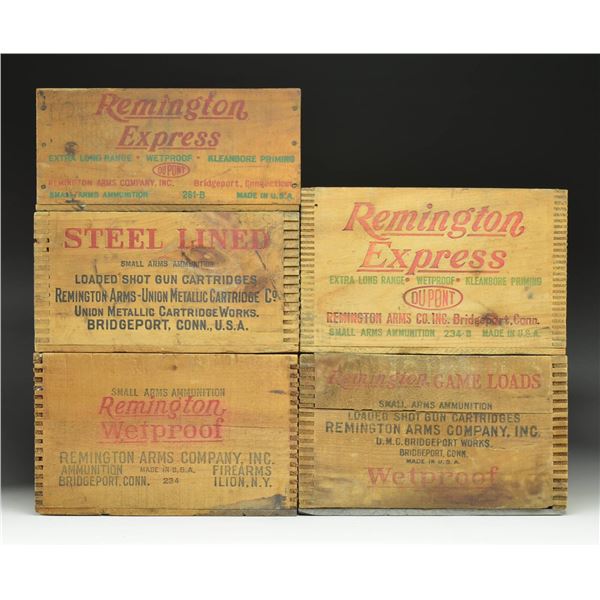 Remington
Express
EXTRA LONG RANGE • WETPROOF • KLEANBORE PRIMING
DU PONT
REMINGTON ARMS COMPANY, INC. Bridgeport, Connecticut
SMALL ARMS AMMUNITION 261-B MADE IN U.S.A
STEEL LINED
SMALL ARMS AMMUNITION
LOADED SHOT GUN CARTRIDGES
REMINGTON ARMS-UNION METALLIC CARTRIDGE CO.
UNION METALLIC CARTRIDGE WORKS.
BRIDGEPORT, CONN., U.S.A.
SMALL ARMS AMMUNITION
Remington,
Wetproof
REMINGTON ARMS COMPANY, INC.
AMMUNITION MADE IN U.S.A. FIREARMS
BRIDGEPORT, CONN. 234 ILION, N.Y.
Remington
Express
EXTRA LONG RANGE • WETPROOF • KLEANBORE PRIMING
DU PONT
REMINGTON ARMS CO. INC. Bridgeport, Conn.
SMALL ARMS AMMUNITION 234-B MADE IN U.S.A.
Remington GAME LOADS
SMALL ARMS AMMUNITION
LOADED SHOT GUN CARTRIDGES
REMINGTON ARMS COMPANY, INC.
U.M.C. BRIDGEPORT WORKS.
BRIDGEPORT, CONN.
MADE IN U.S.A.
Wetproof